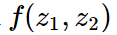 f(z₁, z₂)